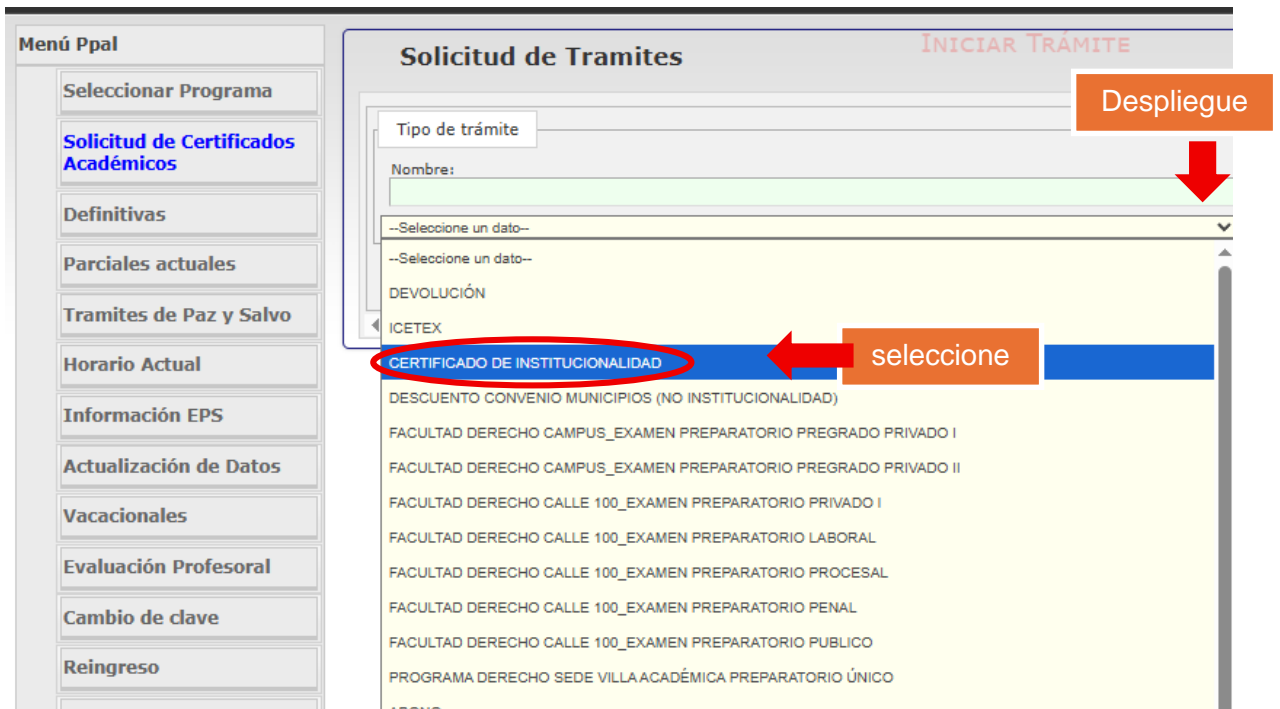 Menú Ppal
Seleccionar Programa
Solicitud de Certificados
Académicos
Definitivas
Parciales actuales
Tramites de Paz y Salvo
Horario Actual
Información EPS
Actualización de Datos
Vacacionales
Evaluación Profesoral
Cambio de clave
Reingreso
Solicitud de Tramites
INICIAR TRÁMITE
Despliegue
Tipo de trámite
Nombre:
--Seleccione un dato--
--Seleccione un dato--
DEVOLUCIÓN
ICETEX
CERTIFICADO DE INSTITUCIONALIDAD
seleccione
DESCUENTO CONVENIO MUNICIPIOS (NO INSTITUCIONALIDAD)
FACULTAD DERECHO CAMPUS_EXAMEN PREPARATORIO PREGRADO PRIVADO I
FACULTAD DERECHO CAMPUS_EXAMEN PREPARATORIO PREGRADO PRIVADO II
FACULTAD DERECHO CALLE 100_EXAMEN PREPARATORIO PRIVADO I
FACULTAD DERECHO CALLE 100_EXAMEN PREPARATORIO LABORAL
FACULTAD DERECHO CALLE 100_EXAMEN PREPARATORIO PROCESAL
FACULTAD DERECHO CALLE 100_EXAMEN PREPARATORIO PENAL
FACULTAD DERECHO CALLE 100_EXAMEN PREPARATORIO PUBLICO
PROGRAMA DERECHO SEDE VILLA ACADÉMICA PREPARATORIO ÚNICO